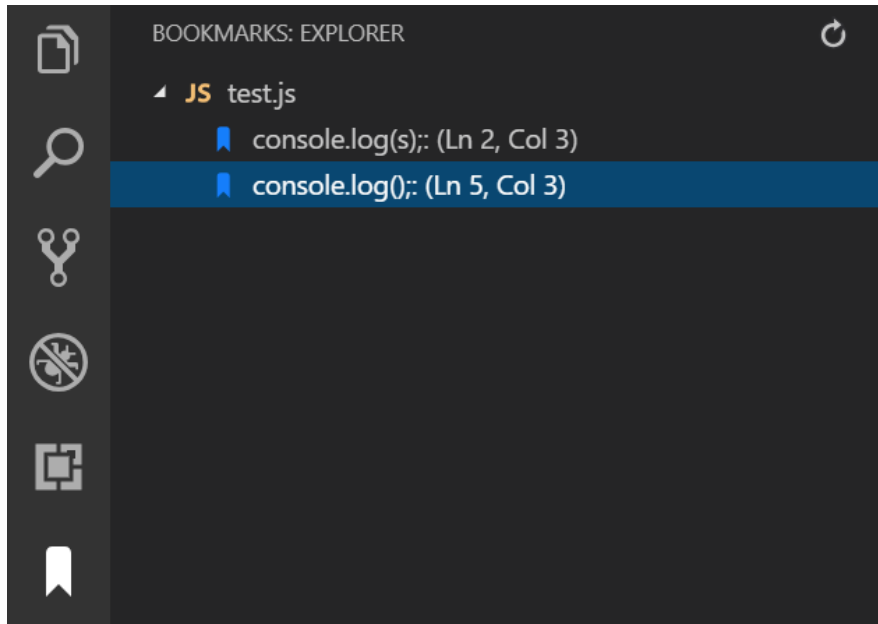 BOOKMARKS: EXPLORER
JS test.js
console.log(s);: (Ln 2, Col 3)
console.log();: (Ln 5, Col 3)